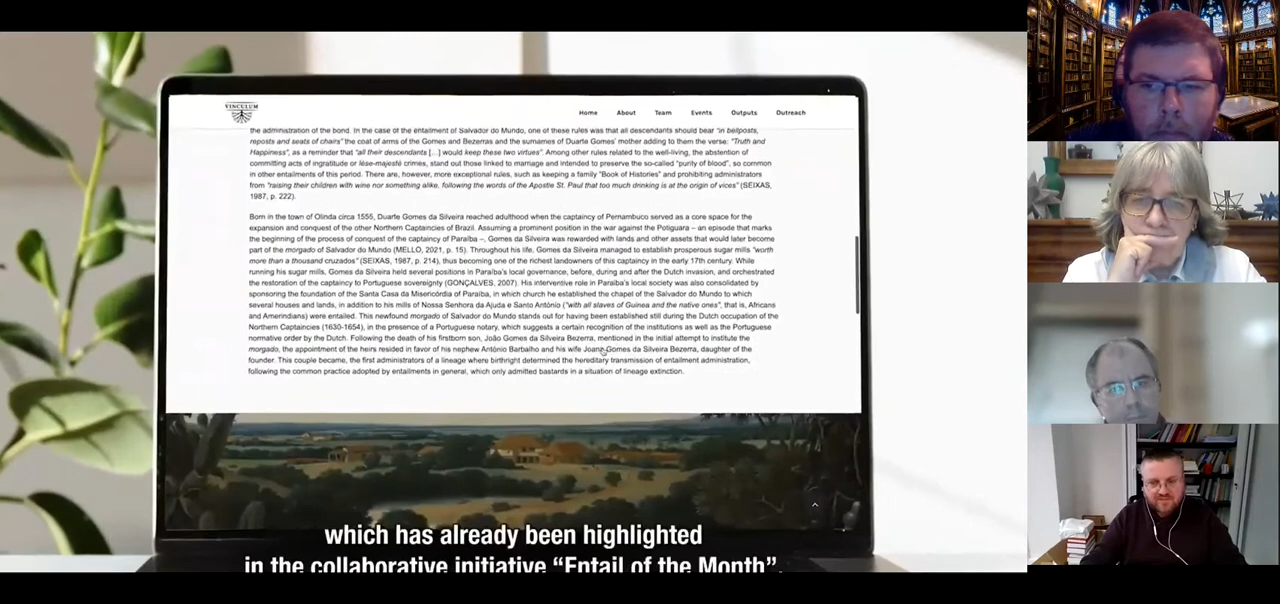 VINCULUM
Home About Team Events Outputs Outreach
the administration of the bond. In the case of the entailment of Salvador do Mundo, one of these rules was that all descendants should bear "in bellposts,
reposts and seats of chairs" the coat of arms of the Gomes and Bezerras and the surnames of Duarte Gomes' mother adding to them the verse: "Truth and
Happiness", as a reminder that "all their descendants [...] would keep these two virtues". Among other rules related to the well-living, the abstention of
committing acts of ingratitude or lèse-majesté crimes, stand out those linked to marriage and intended to preserve the so-called "purity of blood", so common
in other entailments of this period. There are, however, more exceptional rules, such as keeping a family "Book of Histories" and prohibiting administrators
from "raising their children with wine nor something alike, following the words of the Apostle St. Paul that too much drinking is at the origin of vices" (SEIXAS,
1987, p. 222).
Born in the town of Olinda circa 1555, Duarte Gomes da Silveira reached adulthood when the captaincy of Pernambuco served as a core space for the
expansion and conquest of the other Northern Captaincies of Brazil. Assuming a prominent position in the war against the Potiguara – an episode that marks
the beginning of the process of conquest of the captaincy of Paraíba –, Gomes da Silveira was rewarded with lands and other assets that would later become
part of the morgado of Salvador do Mundo (MELLO, 2021, p. 15). Throughout his life, Gomes da Silveira managed to establish prosperous sugar mills "worth
more than a thousand cruzados" (SEIXAS, 1987, p. 214), thus becoming one of the richest landowners of this captaincy in the early 17th century. While
running his sugar mills, Gomes da Silveira held several positions in Paraíba's local governance, before, during and after the Dutch invasion, and orchestrated
the restoration of the captaincy to Portuguese sovereignty (GONÇALVES, 2007). His interventive role in Paraíba's local society was also consolidated by
sponsoring the foundation of the Santa Casa da Misericórdia of Paraíba, in which church he established the chapel of the Salvador do Mundo to which
several houses and lands, in addition to his mills of Nossa Senhora da Ajuda e Santo António ("with all slaves of Guinea and the native ones", that is, Africans
and Amerindians) were entailed. This newfound morgado of Salvador do Mundo stands out for having been established still during the Dutch occupation of the
Northern Captaincies (1630-1654), in the presence of a Portuguese notary, which suggests a certain recognition of the institutions as well as the Portuguese
normative order by the Dutch. Following the death of his firstborn son, João Gomes da Silveira Bezerra, mentioned in the initial attempt to institute the
morgado, the appointment of the heirs resided in favor of his nephew António Barbalho and his wife Joana Gomes da Silveira Bezerra, daughter of the
founder. This couple became, the first administrators of a lineage where birthright determined the hereditary transmission of entailment administration,
following the common practice adopted by entailments in general, which only admitted bastards in a situation of lineage extinction.
which has already been highlighted
in the collaborative initiative “Entail of the Month”,